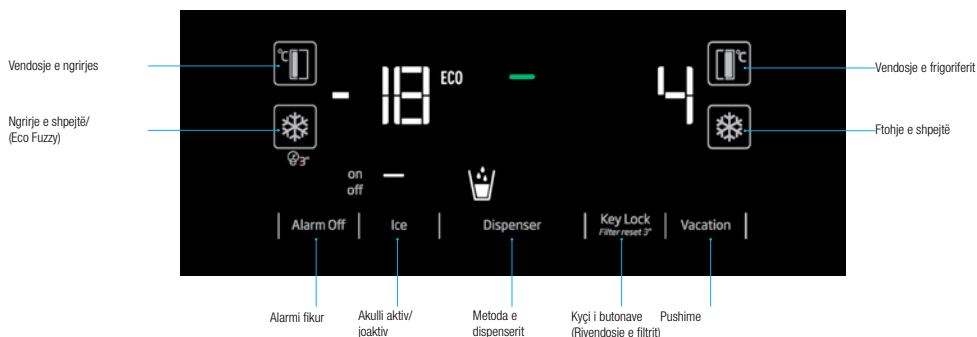 Vendosje e ngrirjes
Ngrirje e shpejtë/
(Eco Fuzzy)
°C
- 18 ECO
3"
on
off
4
°C
Vendosje e frigoriferit
Ftohje e shpejtë
Alarm Off
Ice
Dispenser
Key Lock
Filter reset 3"
Vacation
Alarmi fikur
Akulli aktiv/
joaktiv
Metoda e
dispenserit
Kyçi i butonave
(Rivendosje e filtrit)
Pushime